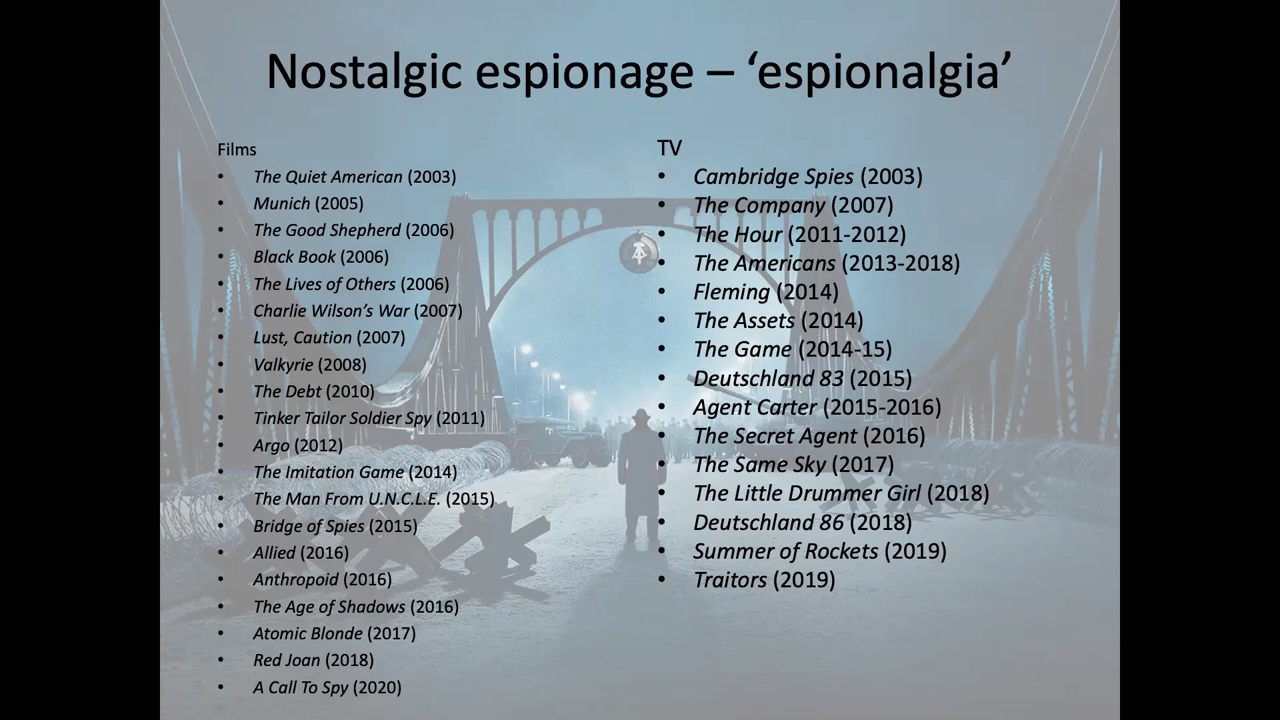 Nostalgic espionage – ‘espionalgia’
Films
• The Quiet American (2003)
• Munich (2005)
• The Good Shepherd (2006)
• Black Book (2006)
• The Lives of Others (2006)
• Charlie Wilson’s War (2007)
• Lust, Caution (2007)
• Valkyrie (2008)
• The Debt (2010)
• Tinker Tailor Soldier Spy (2011)
• Argo (2012)
• The Imitation Game (2014)
• The Man From U.N.C.L.E. (2015)
• Bridge of Spies (2015)
• Allied (2016)
• Anthropoid (2016)
• The Age of Shadows (2016)
• Atomic Blonde (2017)
• Red Joan (2018)
• A Call To Spy (2020)
TV
• Cambridge Spies (2003)
• The Company (2007)
• The Hour (2011-2012)
• The Americans (2013-2018)
• Fleming (2014)
• The Assets (2014)
• The Game (2014-15)
• Deutschland 83 (2015)
• Agent Carter (2015-2016)
• The Secret Agent (2016)
• The Same Sky (2017)
• The Little Drummer Girl (2018)
• Deutschland 86 (2018)
• Summer of Rockets (2019)
• Traitors (2019)